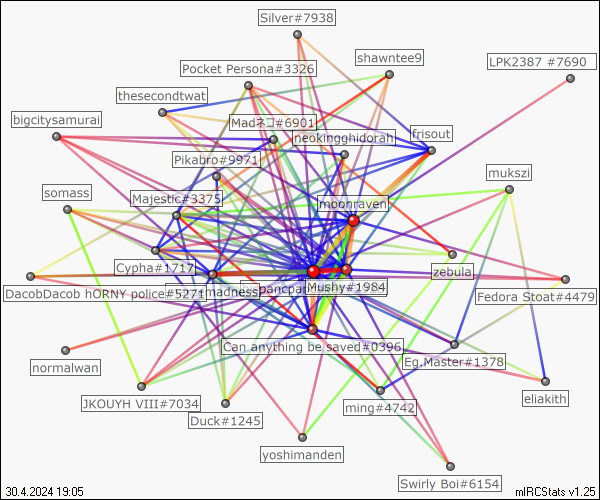 Silver#7938
shawntee9
LPK2387 #7690
Pocket Persona#3326
thesecondtwat
bigcitysamurai
Madネコ#6901
neokingghidorah
frisout
Pikabro#9971
mukszi
somass
Majestic#3375
moonraven
Cypha#1717
zebula
DacobDacob hORNY police#5271
madness
Mushy#1984
Fedora Stoat#4479
Can anything be saved#0396
Eg.Master#1378
normalwan
JKOUYH VIII#7034
Duck#1245
ming#4742
eliakith
yoshimanden
Swirly Boi#6154
30.4.2024 19:05
mIRCStats v1.25